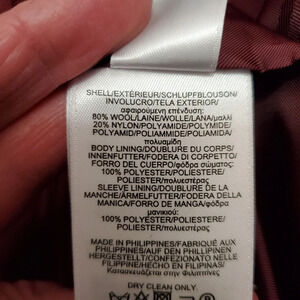 SHELL/EXTÉRIEUR/SCHLUPFBLOUSON/
INVOLUCRO/TELA EXTERIOR/
αφαιρούμενη επένδυση:
80% WOOL/LAINE/WOLLE/LANA/μαλλί
20% NYLON/POLYAMIDE/POLYAMID/
POLYAMID/POLIAMMIDE/POLIAMIDA/
πολυαμίδη
BODY LINING/DOUBLURE DU CORPS/
INNENFUTTER/FODERA DI CORPETTO/
FORRO DEL CUERPO/φόδρα σώματος:
100% POLYESTER/POLIESTERE/
POLIESTER/πολυεστέρας
SLEEVE LINING/DOUBLURE DE LA
MANCHE/ÄRMELFUTTER/FODERA DELLA
MANICA/FORRO DE MANGA/φόδρα
μανικιού:
100% POLYESTER/POLIESTERE/
POLIESTER/πολυεστέρας
MADE IN PHILIPPINES/FABRIQUÉ AUX
PHILIPPINES/IN DEN PHILIPPINEN
HERGESTELLT/CONFEZIONATO IN
FILIPPINE/HECHO EN FILIPINAS/
Κατασκευάζεται στην Φιλιππίνες
DRY CLEAN ONLY/